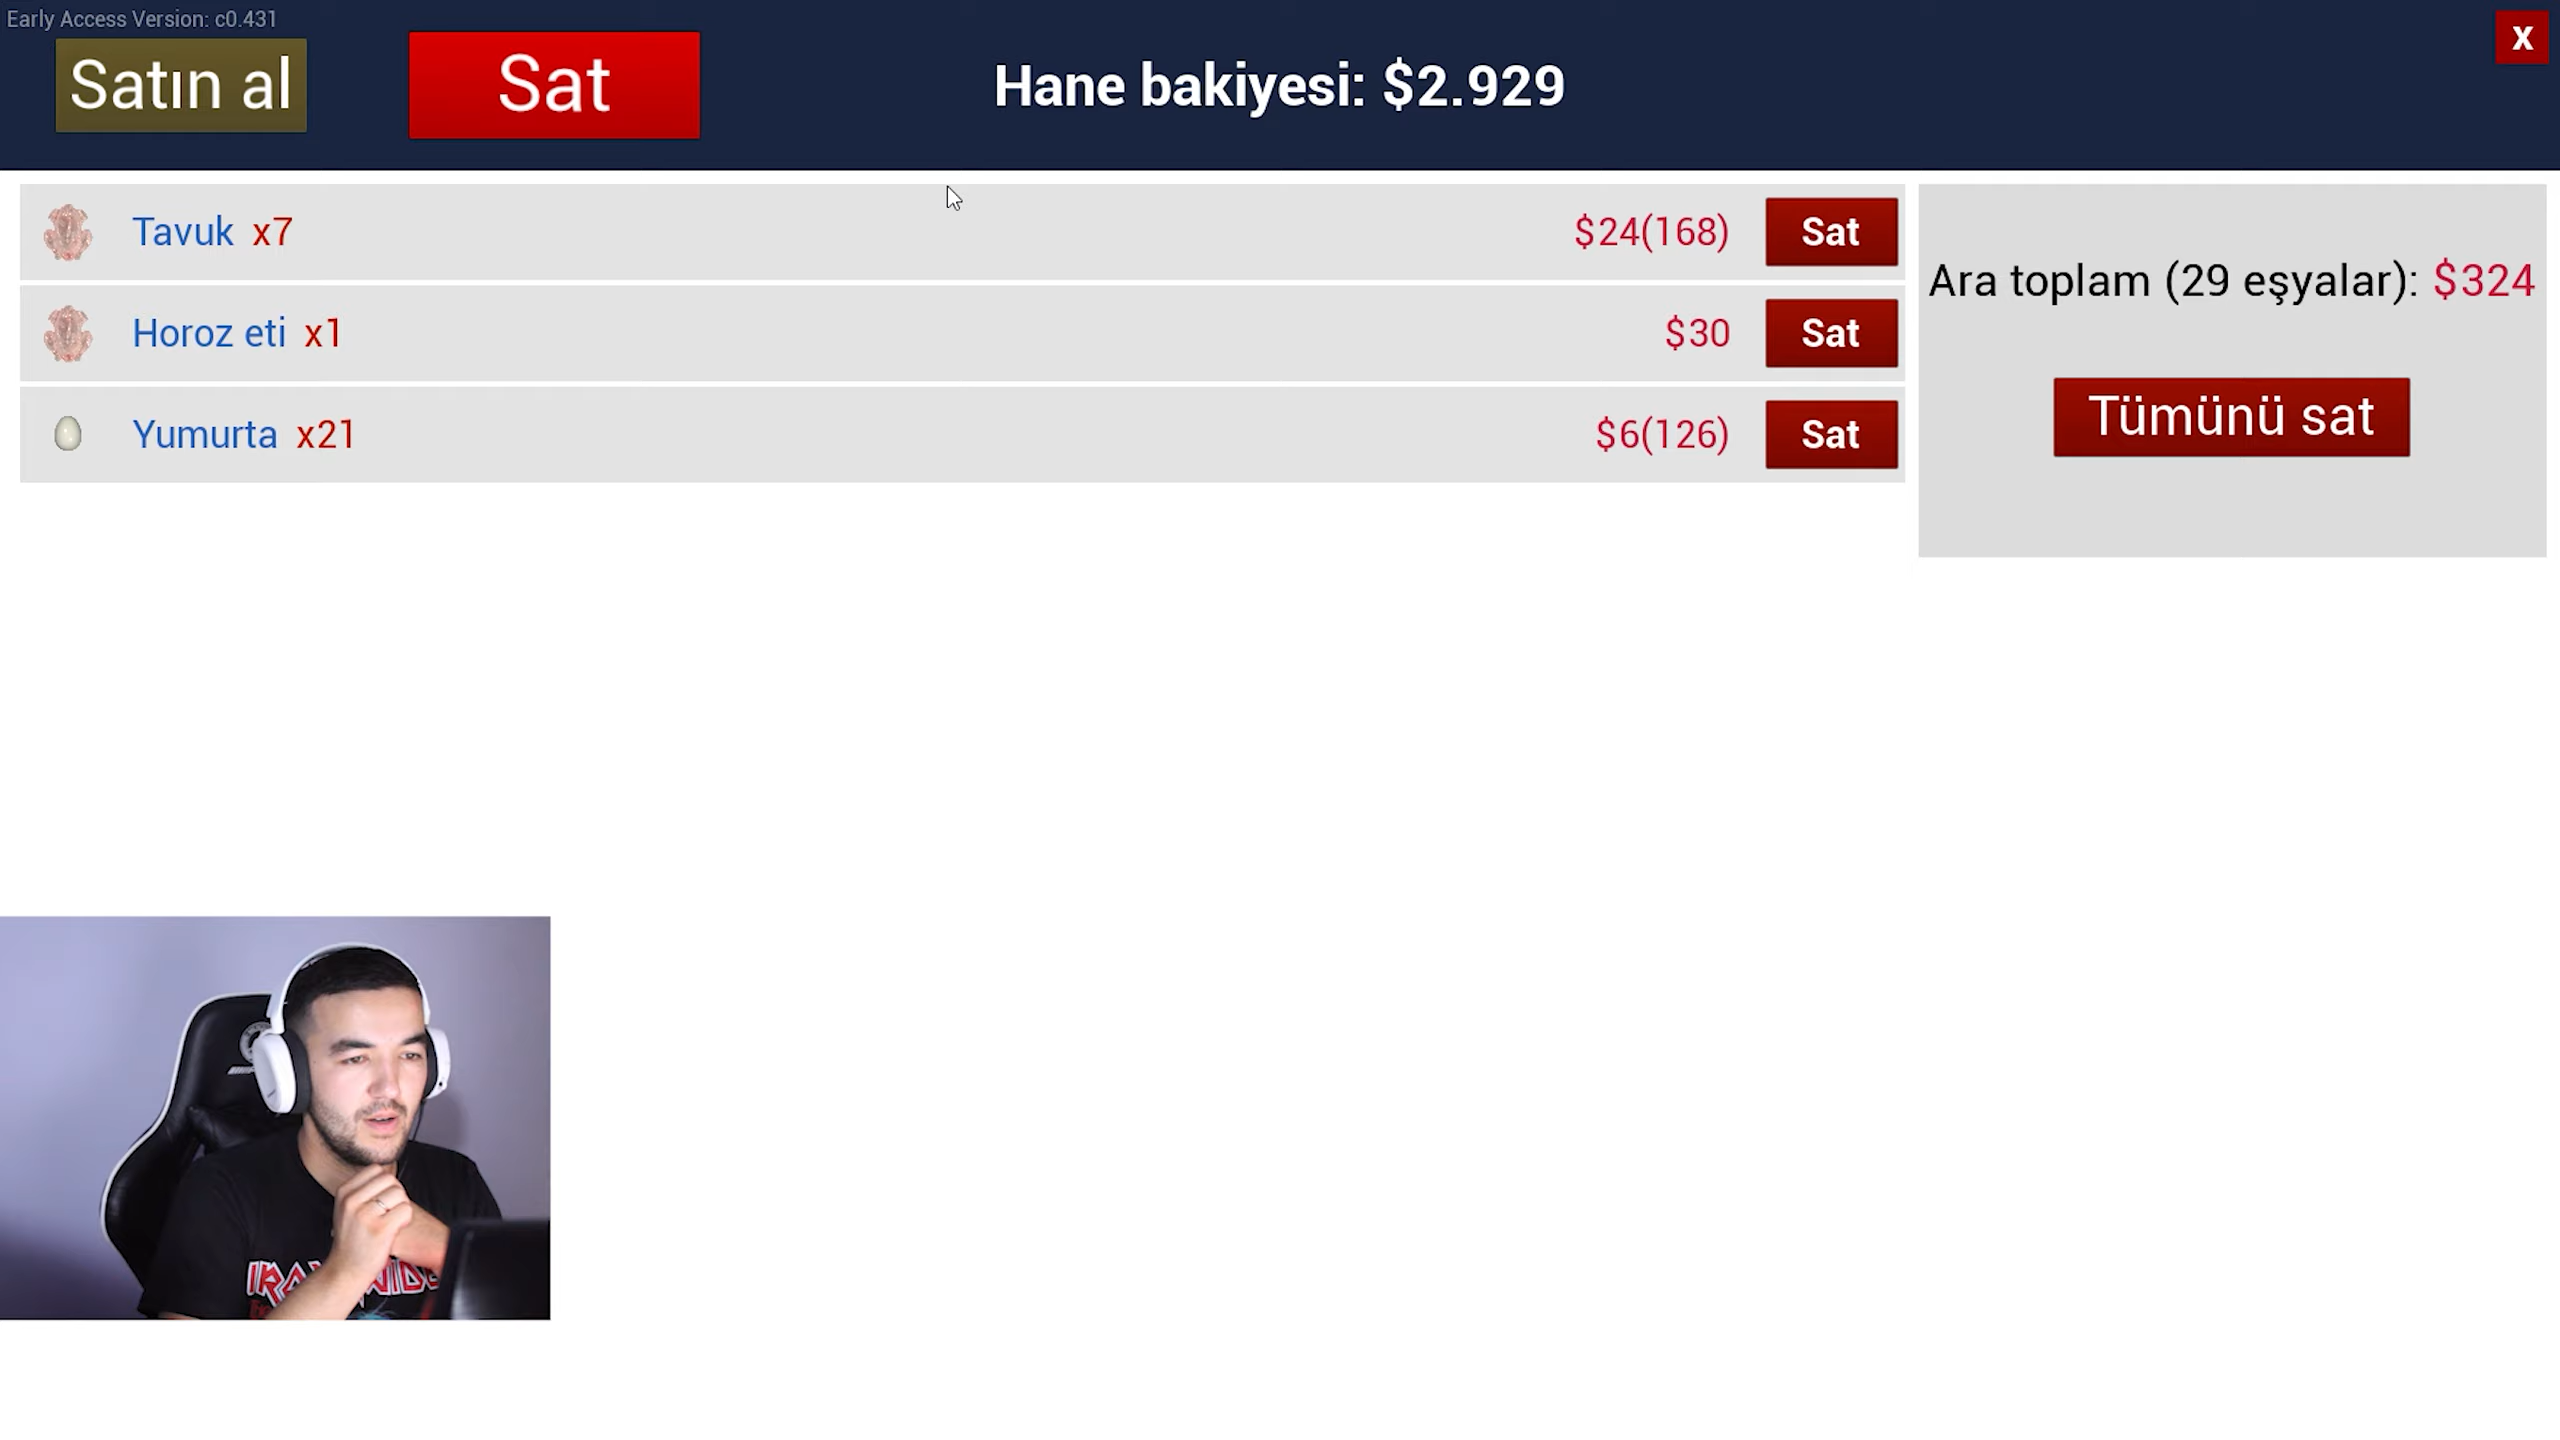 Early Access Version: c0.431
Satın al
Sat
Hane bakiyesi: $2.929
X
Tavuk x7
$24(168)
Sat
Horoz eti x1
$30
Sat
Yumurta x21
$6(126)
Sat
Ara toplam (29 eşyalar): $324
Tümünü sat